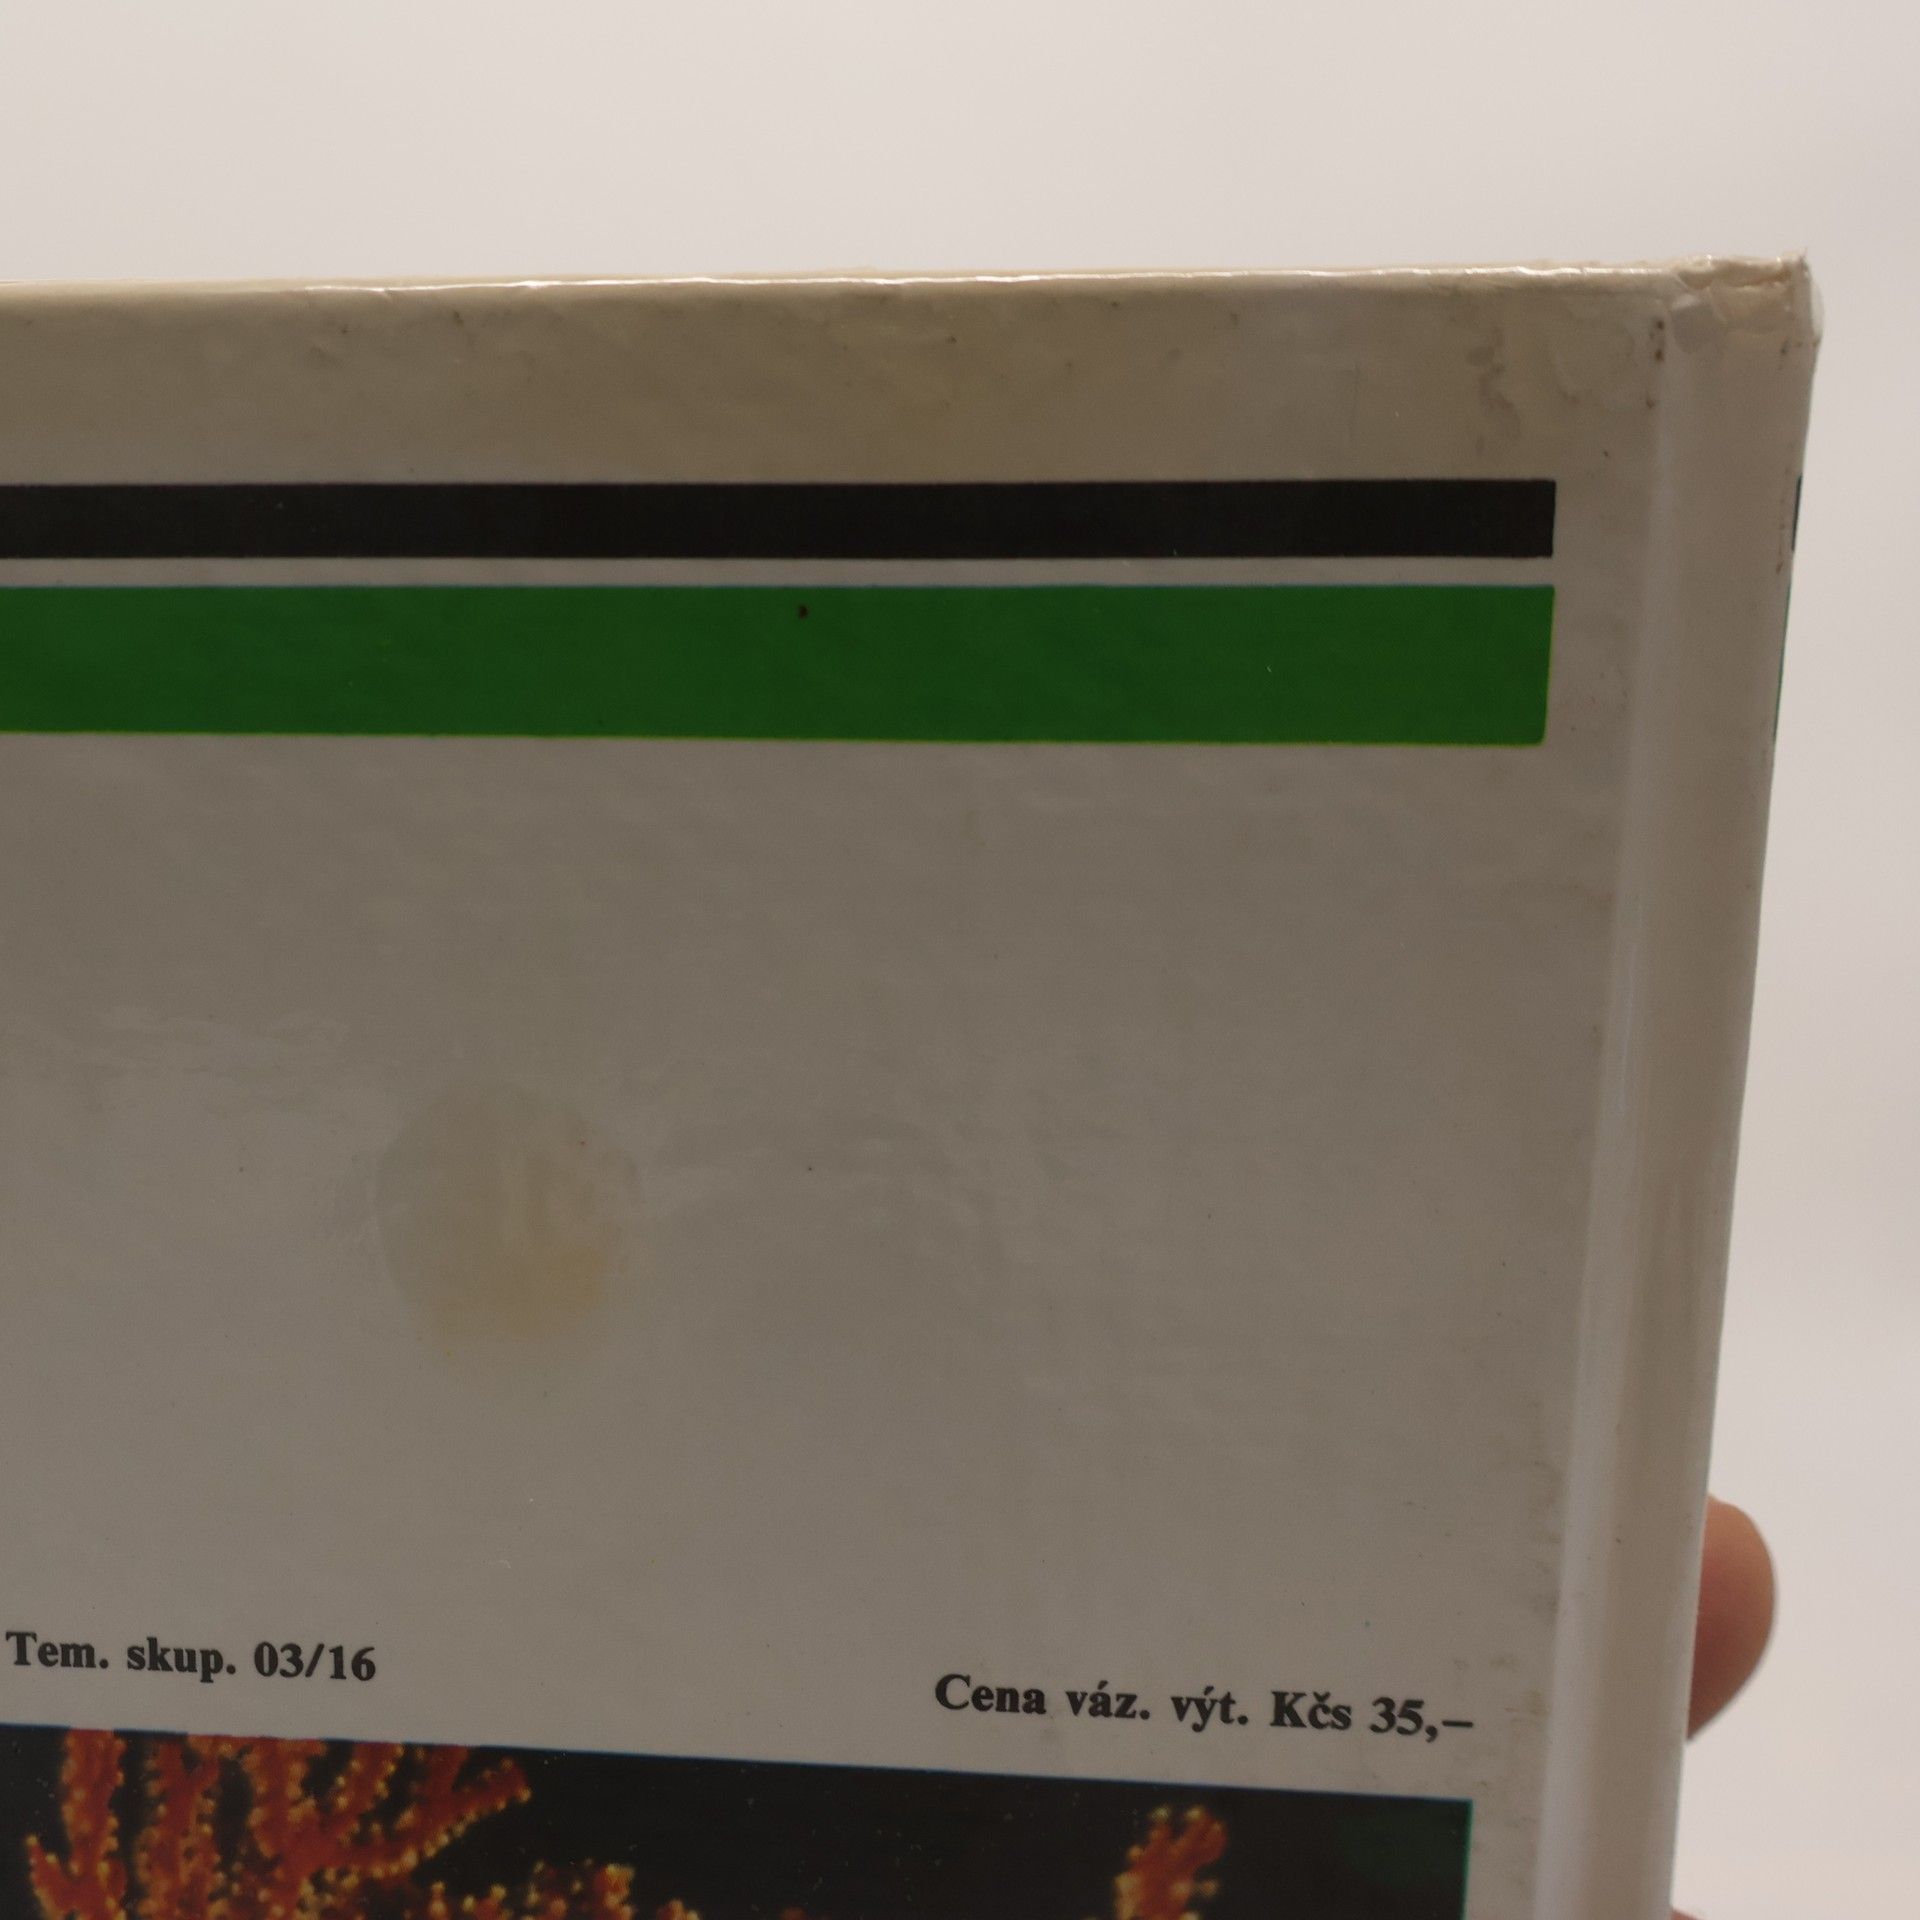 Tem. skup. 03/16
Cena váz. výt. Kčs 35,–